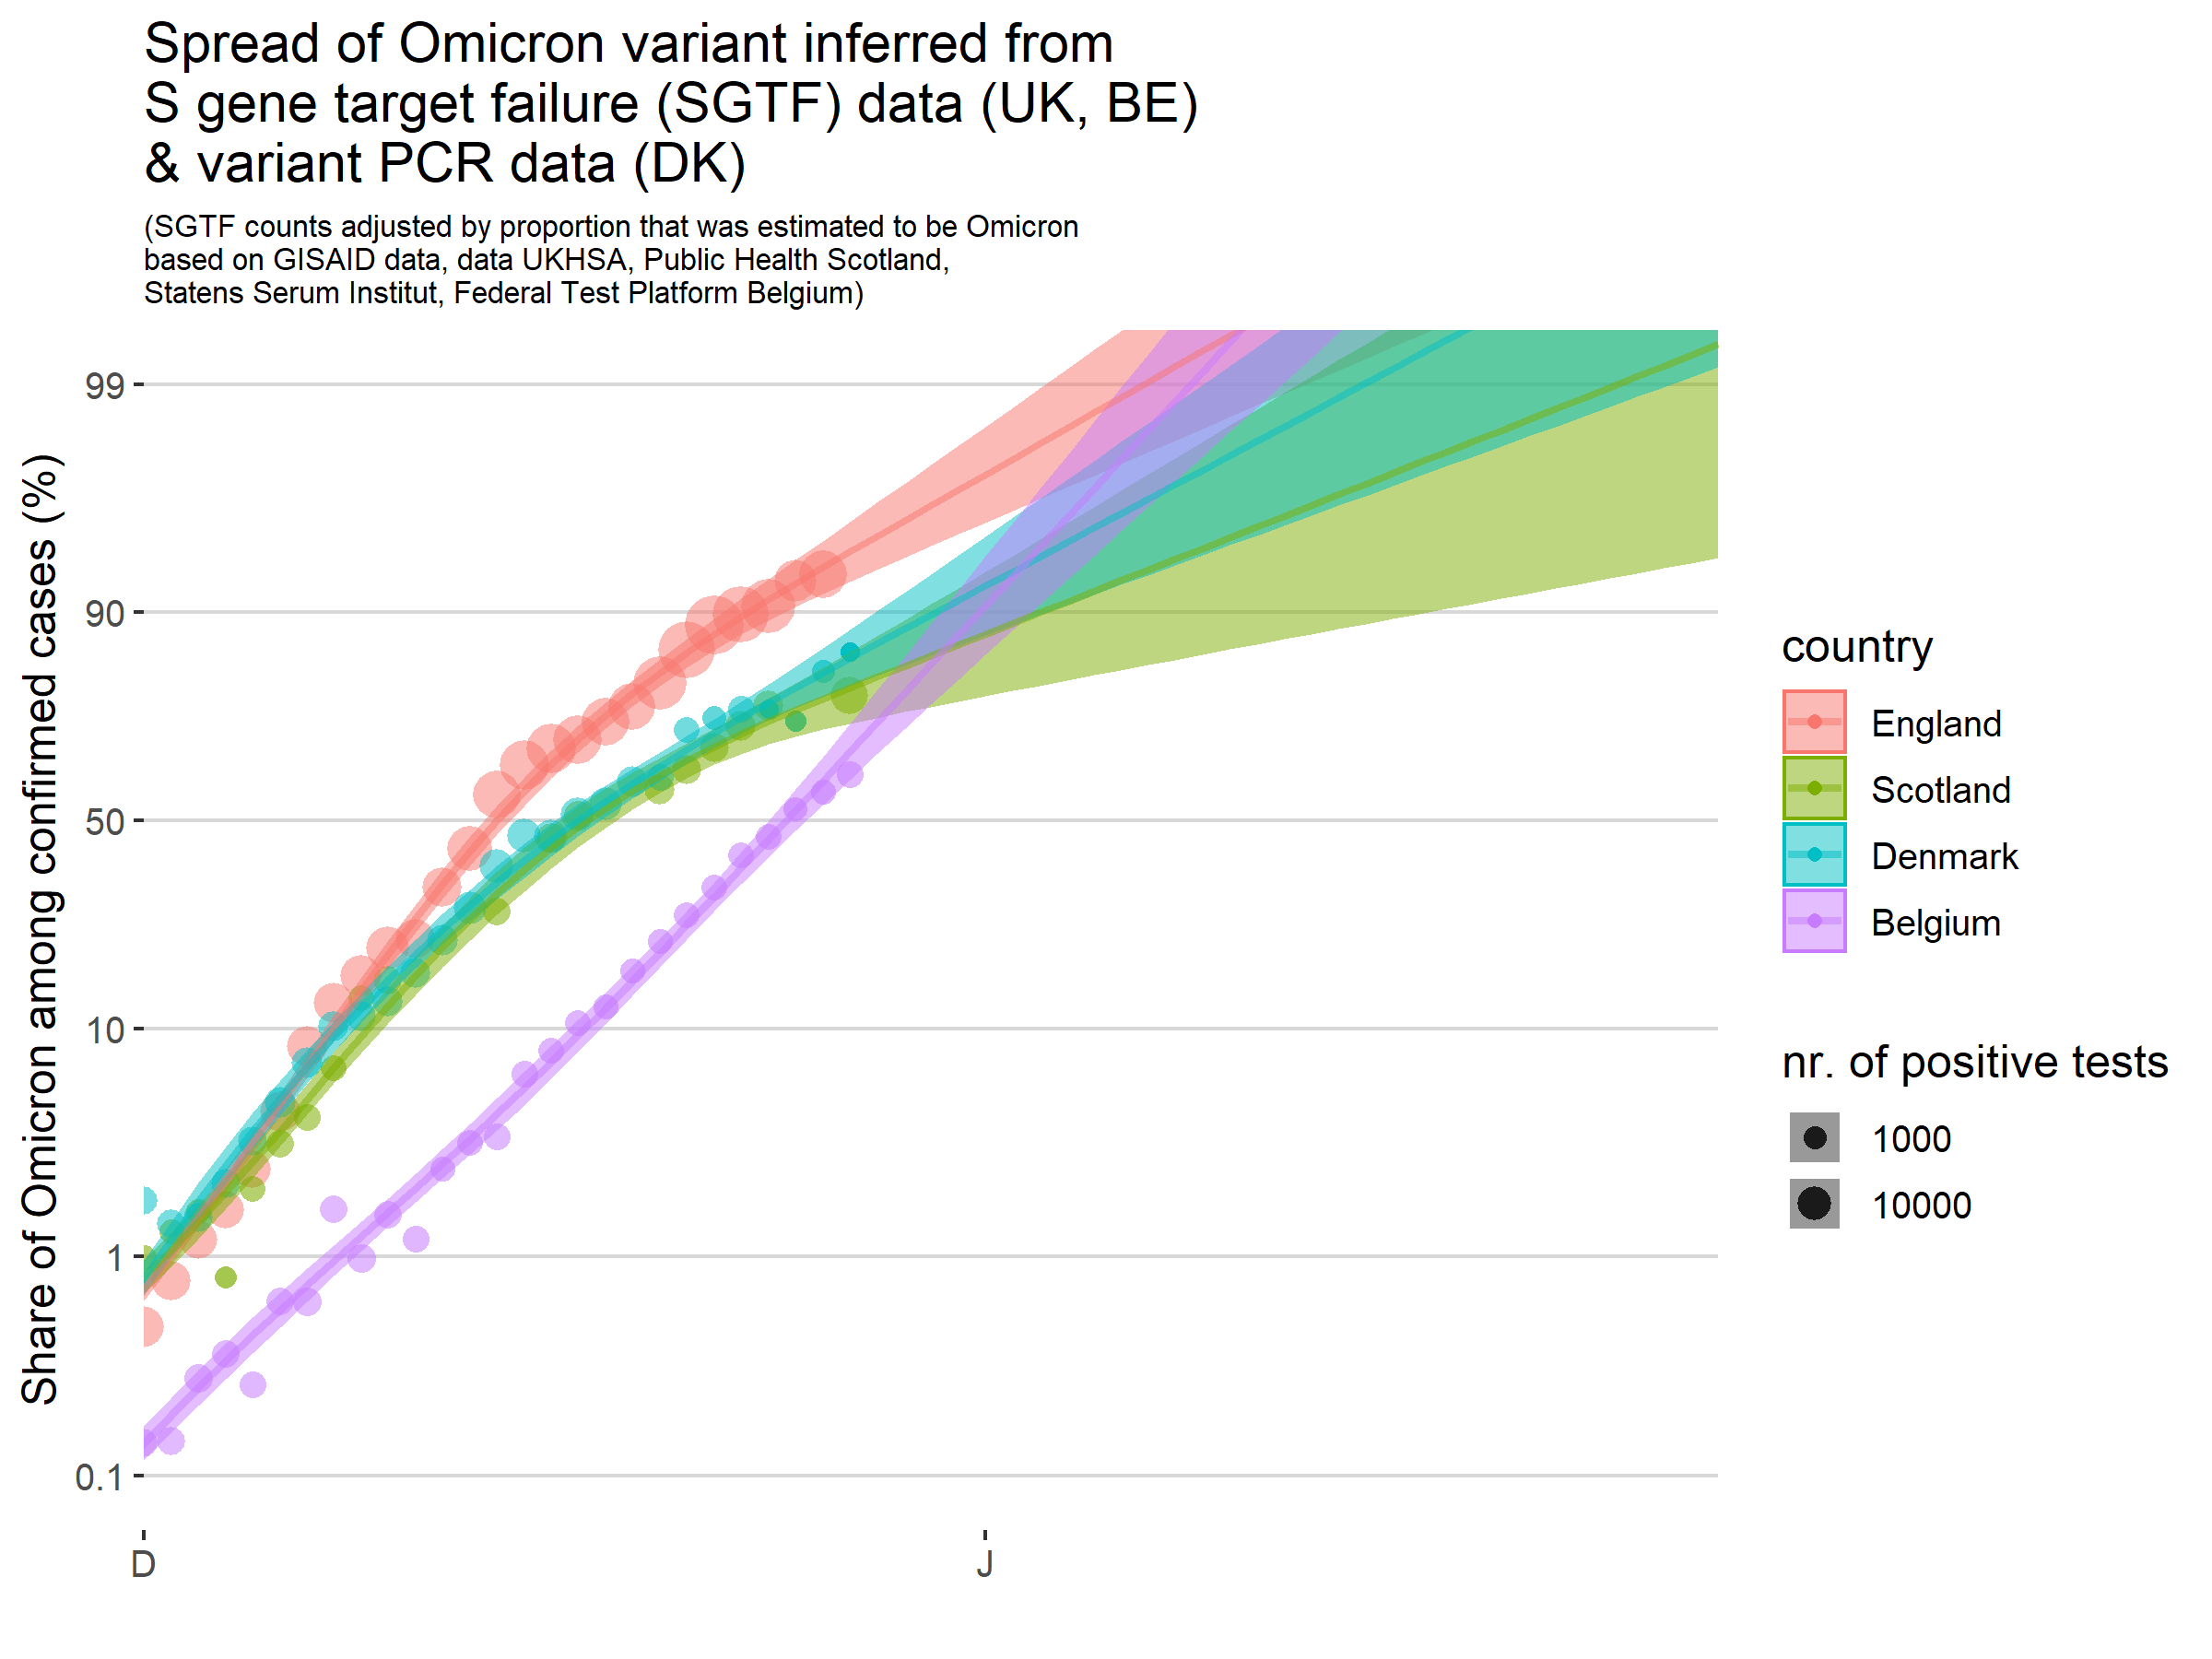 Spread of Omicron variant inferred from
S gene target failure (SGTF) data (UK, BE)
& variant PCR data (DK)
(SGTF counts adjusted by proportion that was estimated to be Omicron
based on GISAID data, data UKHSA, Public Health Scotland,
Statens Serum Institut, Federal Test Platform Belgium)
Share of Omicron among confirmed cases (%)
99
90
50
10
1
0.1
D
J
country
England
Scotland
Denmark
Belgium
nr. of positive tests
1000
10000